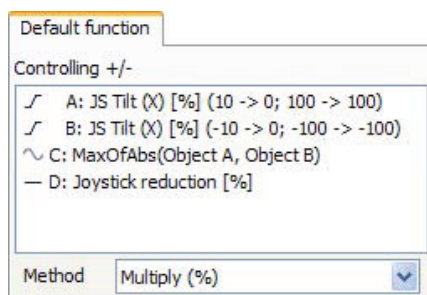 Default function
Controlling +/-
A: JS Tilt (X) [%] (10 -> 0; 100 -> 100)
B: JS Tilt (X) [%] (-10 -> 0; -100 -> -100)
C: MaxOfAbs(Object A, Object B)
D: Joystick reduction [%]
Method Multiply (%)